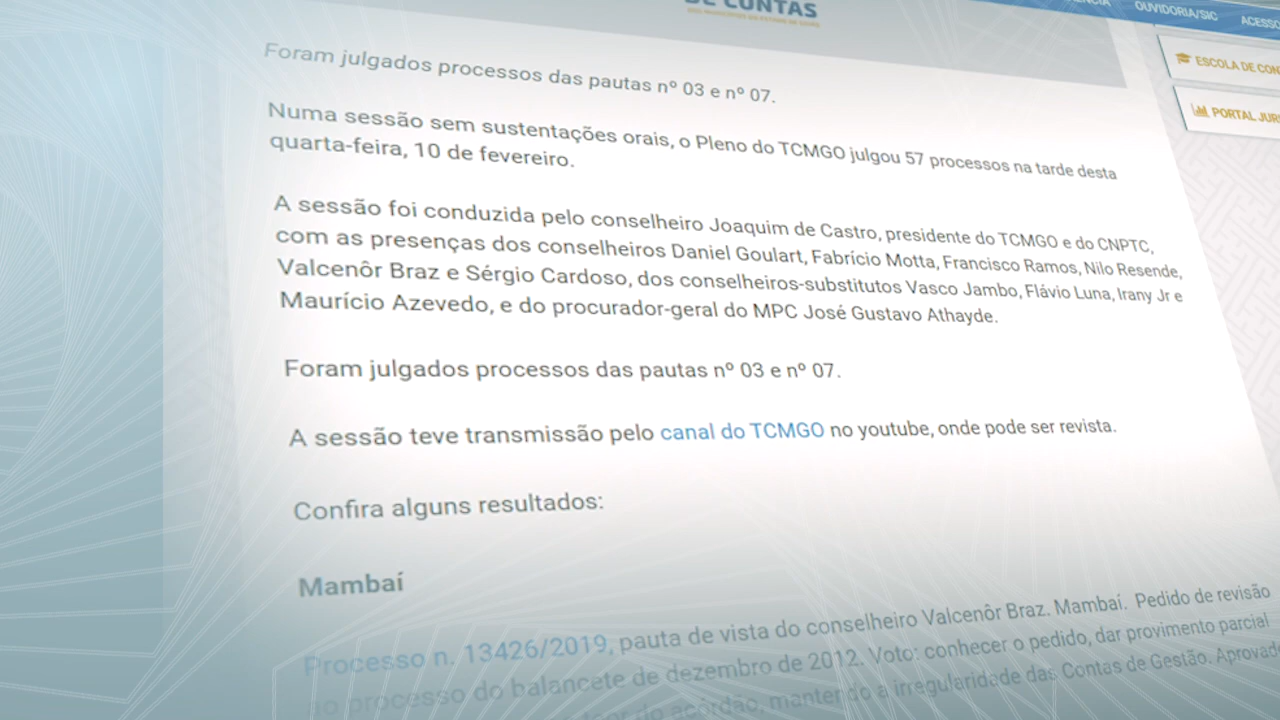 DE CONTAS
OUVIDORIA/SIC
ESCOLA DE
PORTAL
Foram julgados processos das pautas nº 03 e nº 07.
Numa sessão sem sustentações orais, o Pleno do TCMGO julgou 57 processos na tarde desta
quarta-feira, 10 de fevereiro.
A sessão foi conduzida pelo conselheiro Joaquim de Castro, presidente do TCMGO e do CNPTC,
com as presenças dos conselheiros Daniel Goulart, Fabrício Motta, Francisco Ramos, Nilo Resende,
Valcenôr Braz e Sérgio Cardoso, dos conselheiros-substitutos Vasco Jambo, Flávio Luna, Irany Jr e
Maurício Azevedo, e do procurador-geral do MPC José Gustavo Athayde.
Foram julgados processos das pautas nº 03 e nº 07.
A sessão teve transmissão pelo canal do TCMGO no youtube, onde pode ser revista.
Confira alguns resultados:
Mambaí
Processo n. 13426/2019, pauta de vista do conselheiro Valcenôr Braz. Mambaí. Pedido de revisão
no processo do balancete de dezembro de 2012. Voto: conhecer o pedido, dar provimento parcial
do acórdão, mantendo a irregularidade das Contas de Gestão.